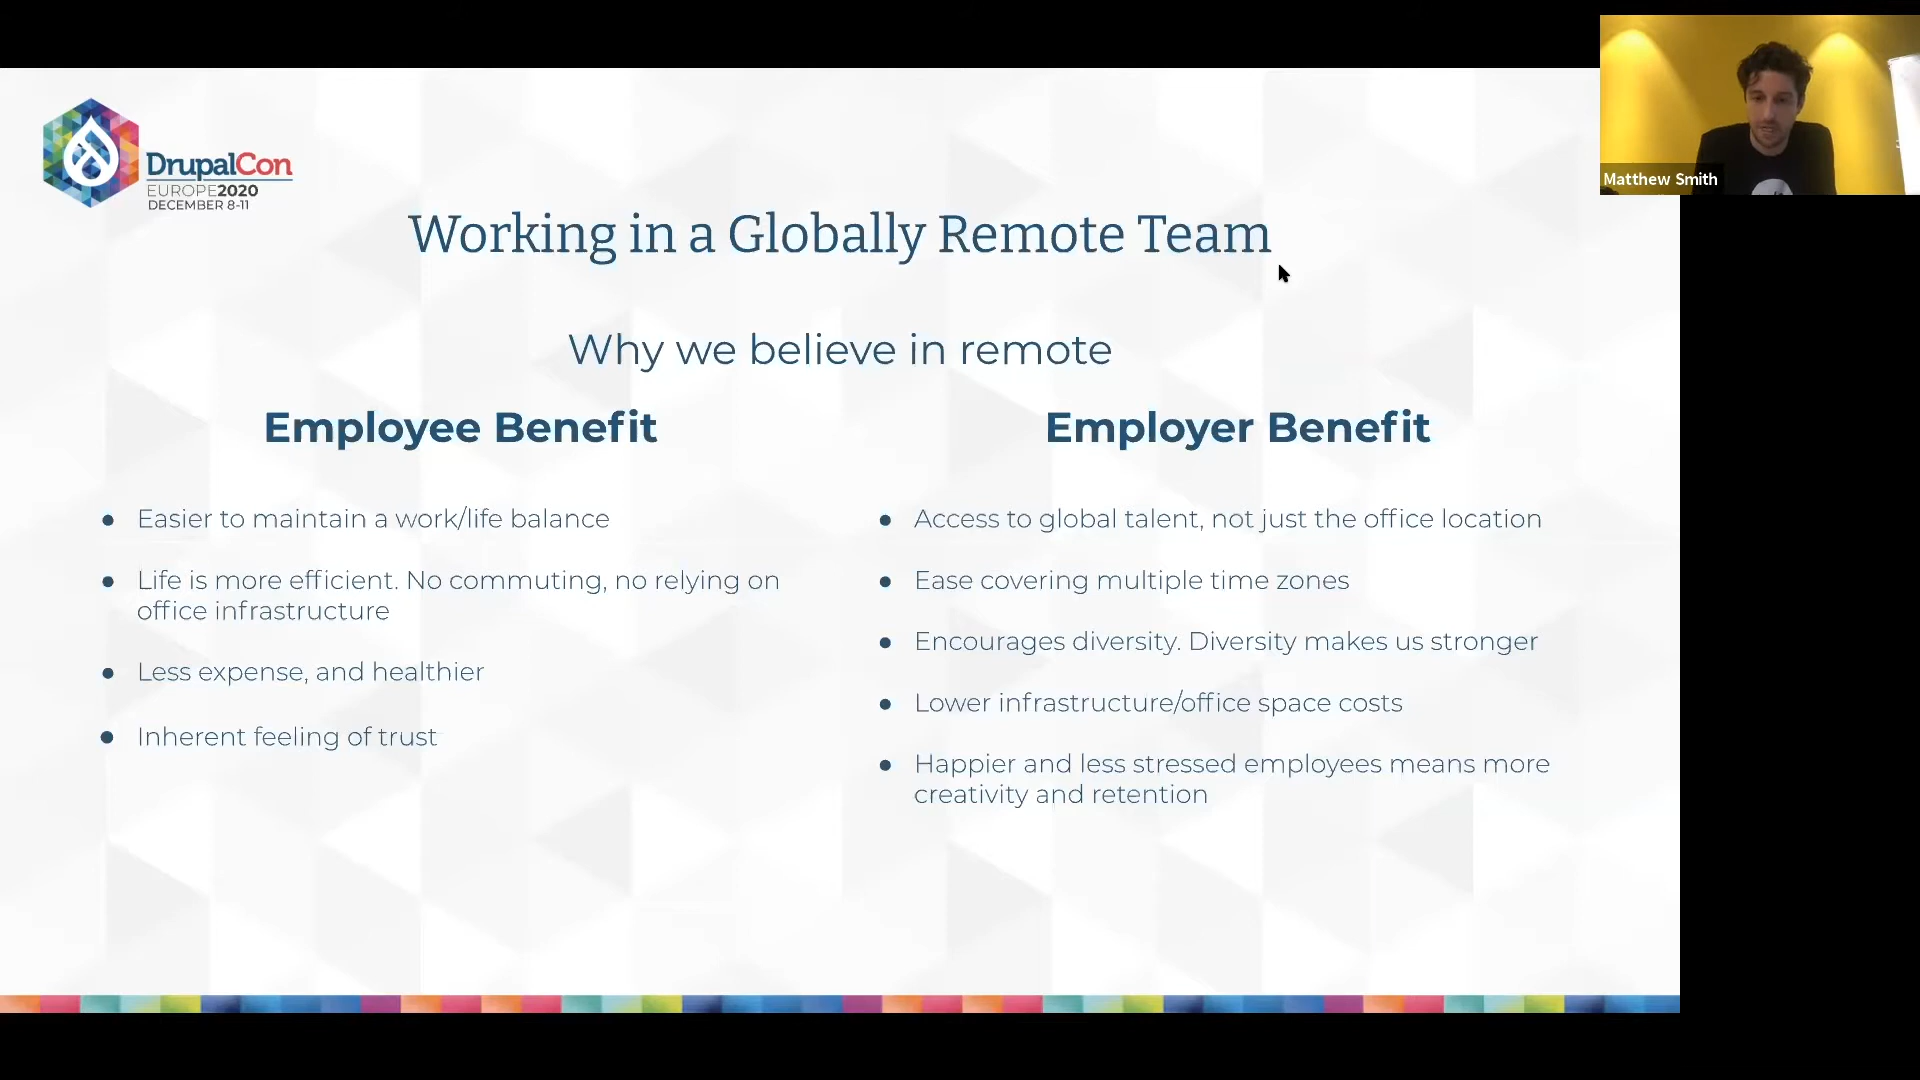 Matthew Smith
DrupalCon
EUROPE2020
DECEMBER 8-11
Working in a Globally Remote Team
Why we believe in remote
Employee Benefit
● Easier to maintain a work/life balance
● Life is more efficient. No commuting, no relying on
office infrastructure
● Less expense, and healthier
● Inherent feeling of trust
Employer Benefit
● Access to global talent, not just the office location
● Ease covering multiple time zones
● Encourages diversity. Diversity makes us stronger
● Lower infrastructure/office space costs
● Happier and less stressed employees means more
creativity and retention